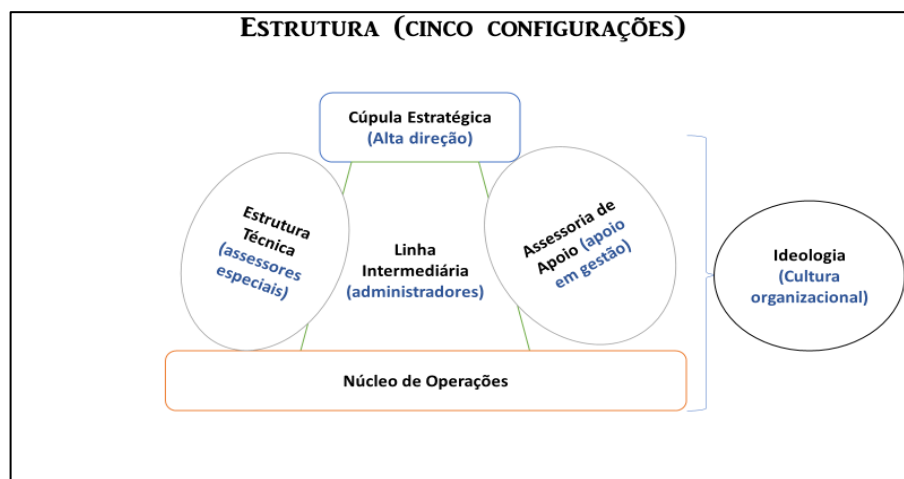 ESTRUTURA (CINCO CONFIGURAÇÕES)
Cúpula Estratégica
(Alta direção)
Estrutura
Técnica
(assessores
especiais)
Linha
Intermediária
(administradores)
Assessoria de
Apoio (apoio
em gestão)
Ideologia
(Cultura
organizacional)
Núcleo de Operações